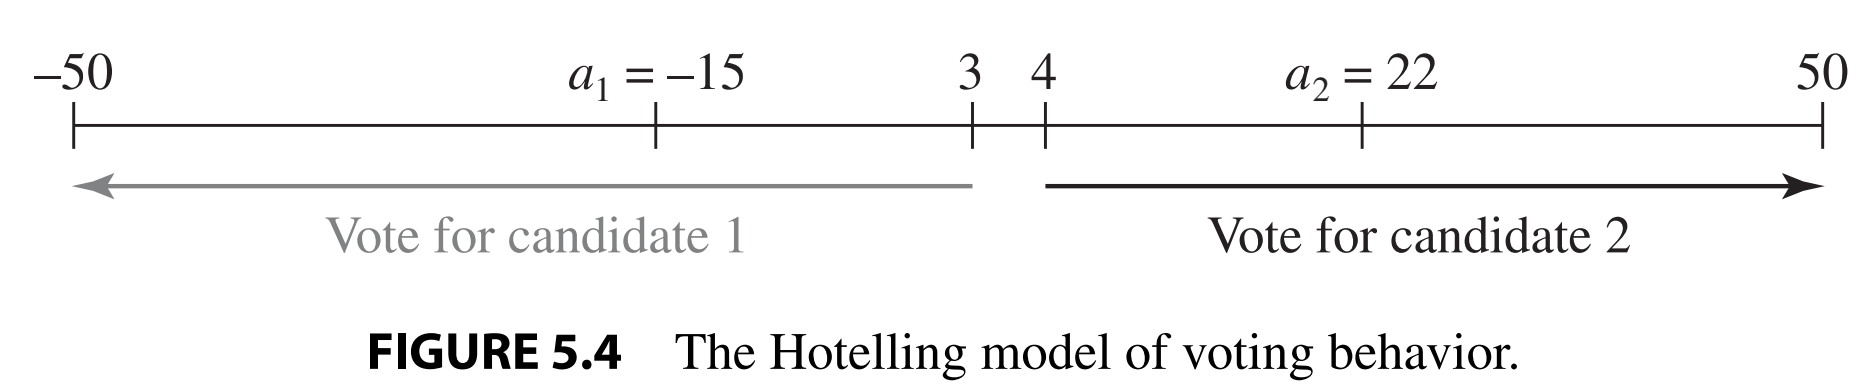 –50 a₁ = –15 3 4 a₂ = 22 50
Vote for candidate 1 Vote for candidate 2
FIGURE 5.4 The Hotelling model of voting behavior.